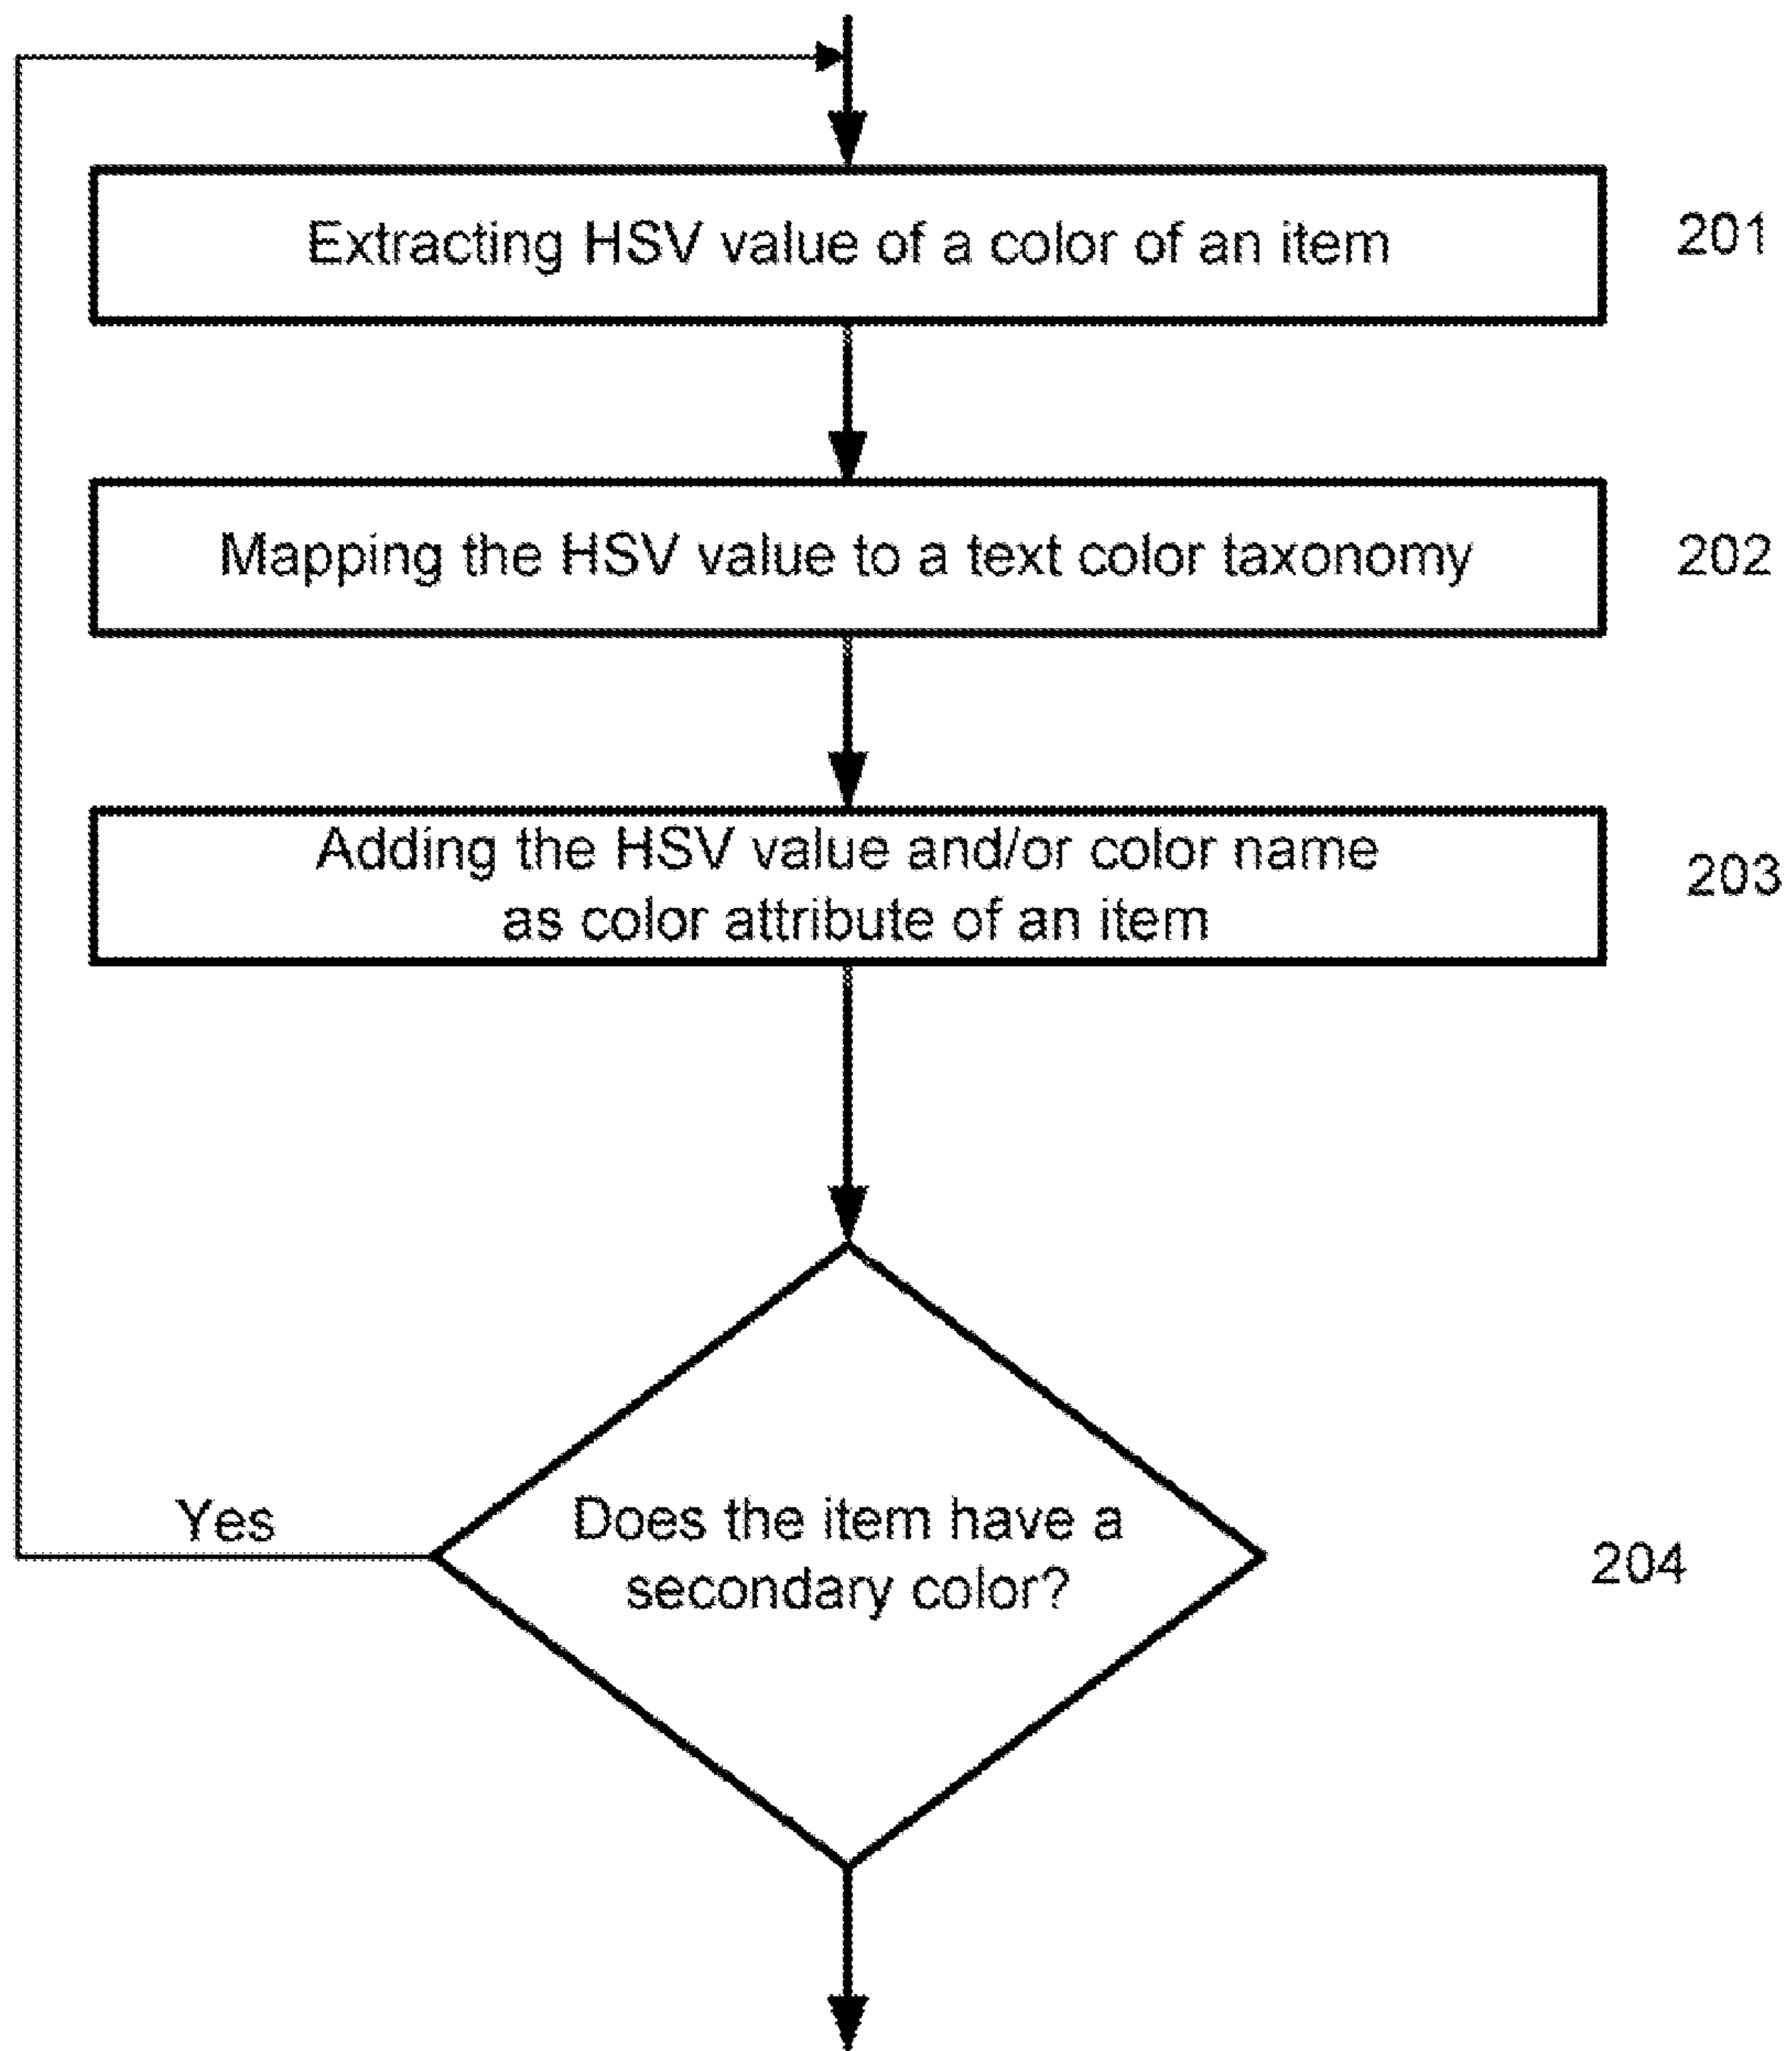 Extracting HSV value of a color of an item
201
Mapping the HSV value to a text color taxonomy
202
Adding the HSV value and/or color name
as color attribute of an item
203
Does the item have a
secondary color?
Yes
204